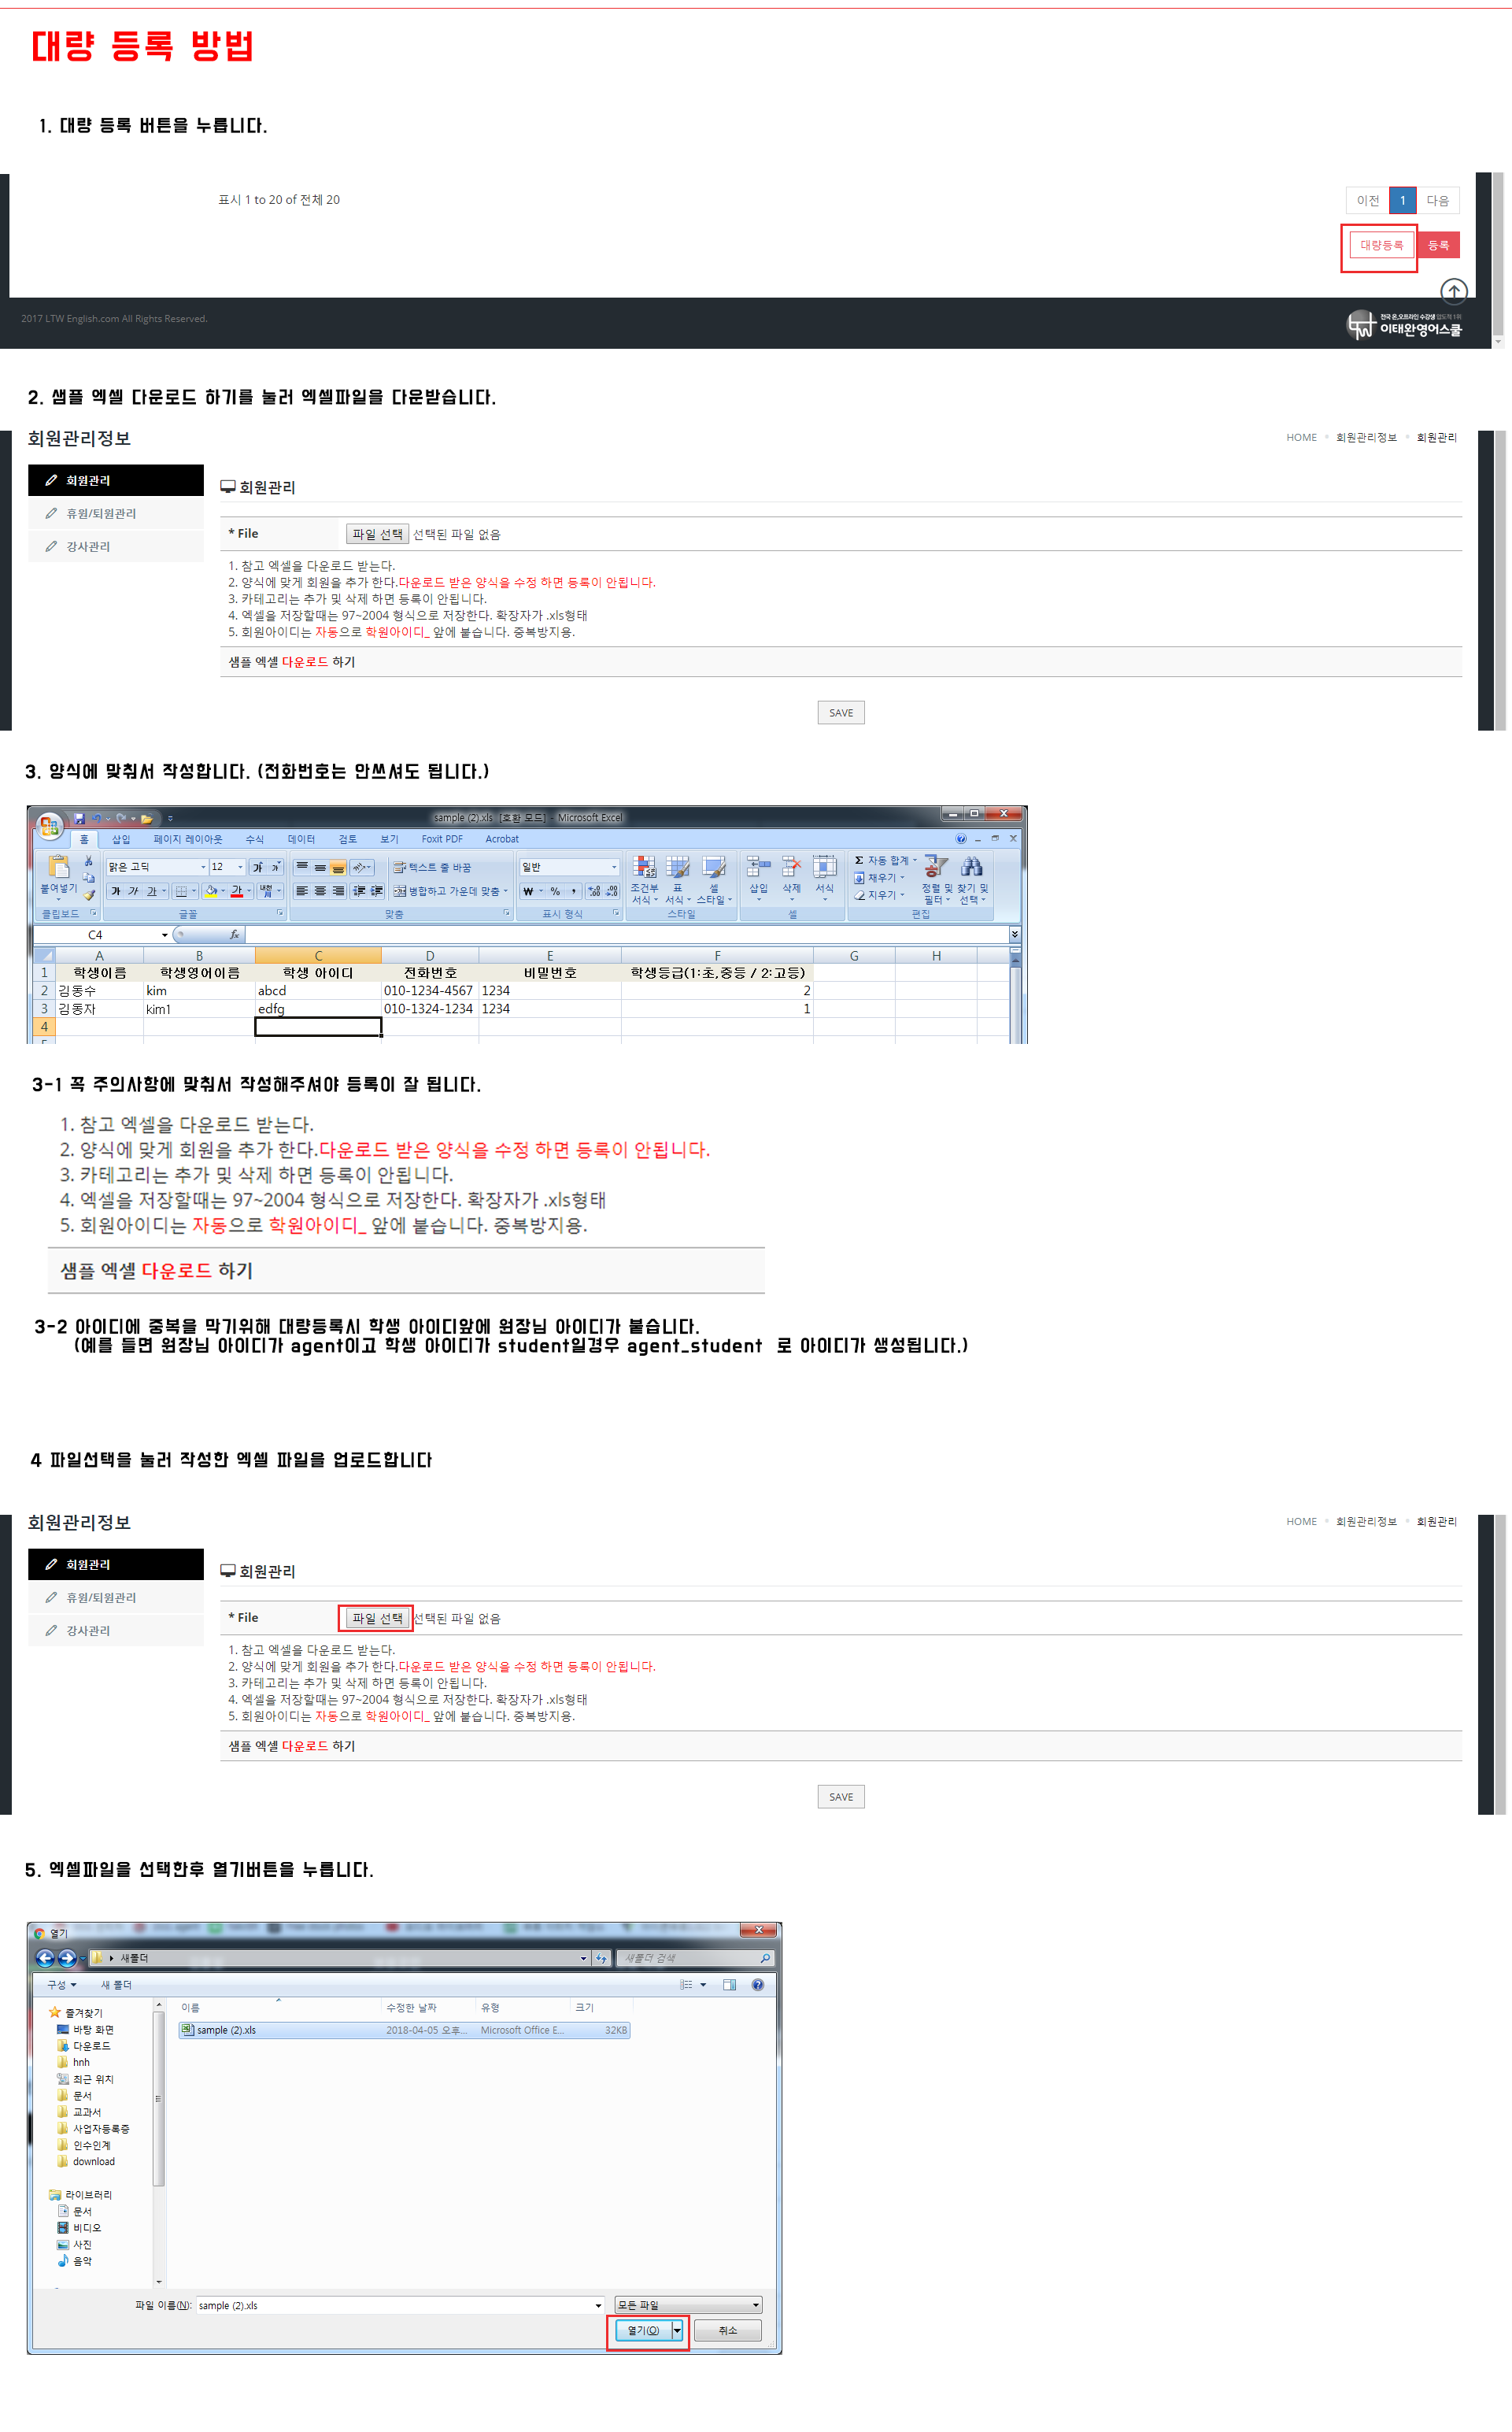 대량 등록 방법
1. 대량 등록 버튼을 누릅니다.
표시 1 to 20 of 전체 20
이전 1 다음
대량등록 등록
2017 LTW English.com All Rights Reserved.
전국 온,오프라인 수강생 압도적 1위
이태완영어스쿨
2. 샘플 엑셀 다운로드 하기를 눌러 엑셀파일을 다운받습니다.
회원관리정보
HOME 회원관리정보 회원관리
회원관리
휴원/퇴원관리
강사관리
회원관리
* File 파일 선택 선택된 파일 없음
1. 참고 엑셀을 다운로드 받는다.
2. 양식에 맞게 회원을 추가 한다.다운로드 받은 양식을 수정 하면 등록이 안됩니다.
3. 카테고리는 추가 및 삭제 하면 등록이 안됩니다.
4. 엑셀을 저장할때는 97~2004 형식으로 저장한다. 확장자가 .xls형태
5. 회원아이디는 자동으로 학원아이디_ 앞에 붙습니다. 중복방지용.
샘플 엑셀 다운로드 하기
SAVE
3. 양식에 맞춰서 작성합니다. (전화번호는 안쓰셔도 됩니다.)
sample (2).xls [호환 모드] - Microsoft Excel
홈 삽입 페이지 레이아웃 수식 데이터 검토 보기 Foxit PDF Acrobat
맑은 고딕 12 가 가 텍스트 줄 바꿈 일반 자동 합계
붙여넣기 가 가 가 병합하고 가운데 맞춤 조건부 서식 표 서식 셀 스타일 삽입 삭제 서식 채우기 지우기 정렬 및 필터 찾기 및 선택
클립보드 글꼴 맞춤 표시 형식 스타일 셀 편집
C4 fx
A B C D E F G H
1 학생이름 학생영어이름 학생 아이디 전화번호 비밀번호 학생등급(1:초,중등 / 2:고등)
2 김동수 kim abcd 010-1234-4567 1234 2
3 김동자 kim1 edfg 010-1324-1234 1234 1
4
3-1 꼭 주의사항에 맞춰서 작성해주셔야 등록이 잘 됩니다.
1. 참고 엑셀을 다운로드 받는다.
2. 양식에 맞게 회원을 추가 한다.다운로드 받은 양식을 수정 하면 등록이 안됩니다.
3. 카테고리는 추가 및 삭제 하면 등록이 안됩니다.
4. 엑셀을 저장할때는 97~2004 형식으로 저장한다. 확장자가 .xls형태
5. 회원아이디는 자동으로 학원아이디_ 앞에 붙습니다. 중복방지용.
샘플 엑셀 다운로드 하기
3-2 아이디에 중복을 막기위해 대량등록시 학생 아이디앞에 원장님 아이디가 붙습니다.
(예를 들면 원장님 아이디가 agent이고 학생 아이디가 student일경우 agent_student 로 아이디가 생성됩니다.)
4 파일선택을 눌러 작성한 엑셀 파일을 업로드합니다
회원관리정보
HOME 회원관리정보 회원관리
회원관리
휴원/퇴원관리
강사관리
회원관리
* File 파일 선택 선택된 파일 없음
1. 참고 엑셀을 다운로드 받는다.
2. 양식에 맞게 회원을 추가 한다.다운로드 받은 양식을 수정 하면 등록이 안됩니다.
3. 카테고리는 추가 및 삭제 하면 등록이 안됩니다.
4. 엑셀을 저장할때는 97~2004 형식으로 저장한다. 확장자가 .xls형태
5. 회원아이디는 자동으로 학원아이디_ 앞에 붙습니다. 중복방지용.
샘플 엑셀 다운로드 하기
SAVE
5. 엑셀파일을 선택한후 열기버튼을 누릅니다.
열기
새폴더 새폴더 검색
구성 새 폴더
이름 수정한 날짜 유형 크기
sample (2).xls 2018-04-05 오후... Microsoft Office E... 32KB
즐겨찾기
바탕 화면
다운로드
hnh
최근 위치
문서
교과서
사업자등록증
인수인계
download
라이브러리
문서
비디오
사진
음악
파일 이름(N): sample (2).xls 모든 파일
열기(O) 취소